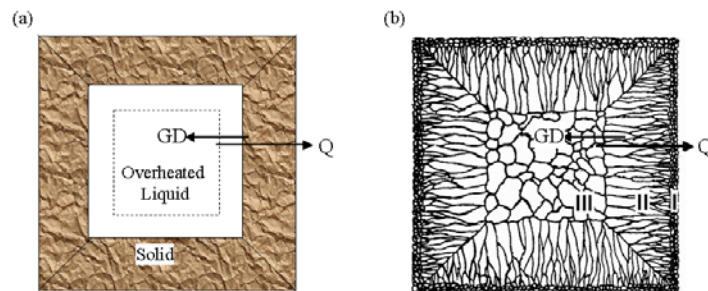 (a)
GD
Q
Overheated
Liquid
Solid
(b)
GD
Q
III
II
I